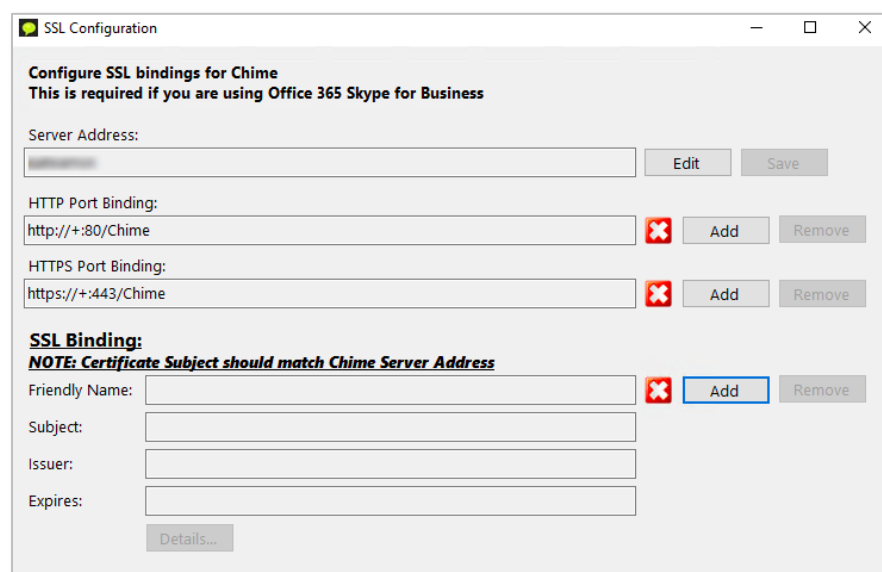 SSL Configuration
Configure SSL bindings for Chime
This is required if you are using Office 365 Skype for Business
Server Address:
Edit Save
HTTP Port Binding:
http://+:80/Chime Add Remove
HTTPS Port Binding:
https://+:443/Chime Add Remove
SSL Binding:
NOTE: Certificate Subject should match Chime Server Address
Friendly Name: Add Remove
Subject:
Issuer:
Expires:
Details...